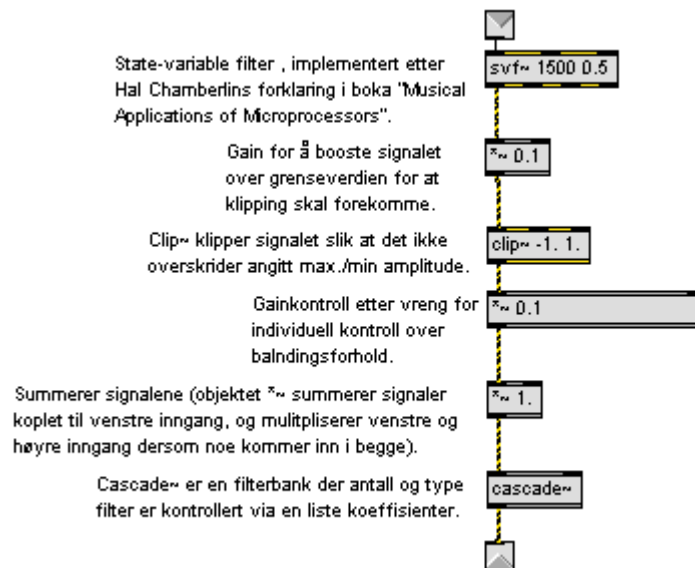 State-variable filter , implementert etter
Hal Chamberlins forklaring i boka "Musical
Applications of Microprocessors".
svf~ 1500 0.5
Gain for å booste signalet
over grenseverdien for at
klipping skal forekomme.
*~ 0.1
Clip~ klipper signalet slik at det ikke
overskrider angitt max./min amplitude.
clip~ -1. 1.
Gainkontroll etter vreng for
individuell kontroll over
balndingsforhold.
*~ 0.1
Summerer signalene (objektet *~ summerer signaler
koplet til venstre inngang, og mulitpliserer venstre og
høyre inngang dersom noe kommer inn i begge).
*~ 1.
Cascade~ er en filterbank der antall og type
filter er kontrollert via en liste koeffisienter.
cascade~